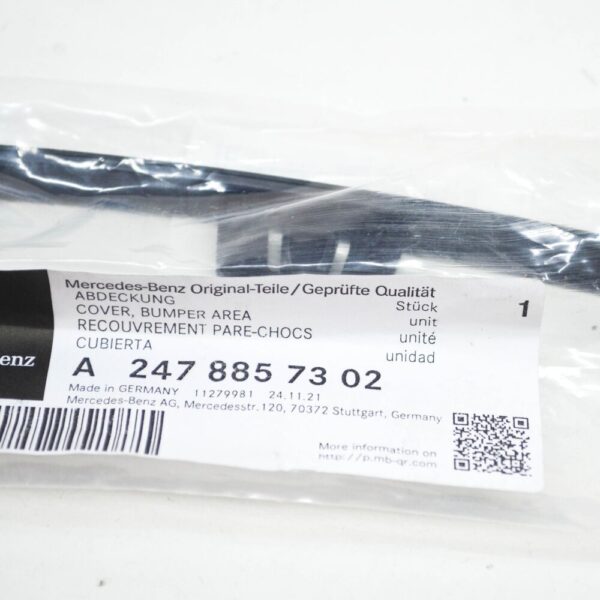 Mercedes-Benz Original-Teile/Geprüfte Qualität
ABDECKUNG
Stück
1
COVER, BUMPER AREA
unit
RECOUVREMENT PARE-CHOCS
unité
CUBIERTA
unidad
enz
A 247 885 73 02
Made in GERMANY 11279981 24.11.21
Mercedes-Benz AG, Mercedesstr.120, 70372 Stuttgart, Germany
More information on
http://p.mb-qr.com